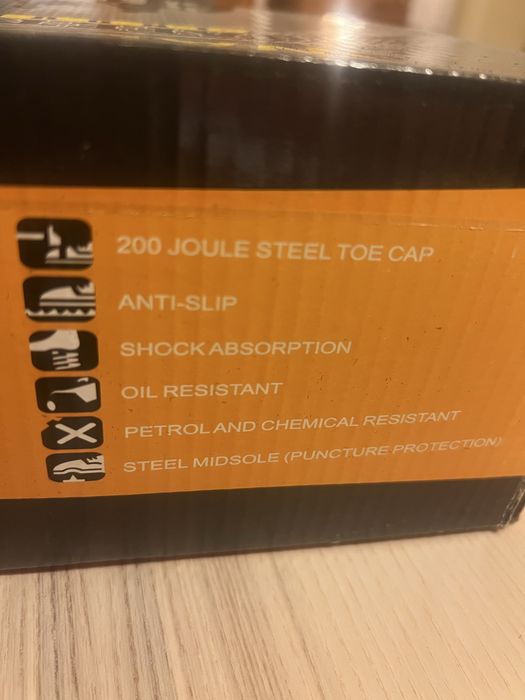 200 JOULE STEEL TOE CAP
ANTI-SLIP
SHOCK ABSORPTION
OIL RESISTANT
PETROL AND CHEMICAL RESISTANT
STEEL MIDSOLE (PUNCTURE PROTECTION)